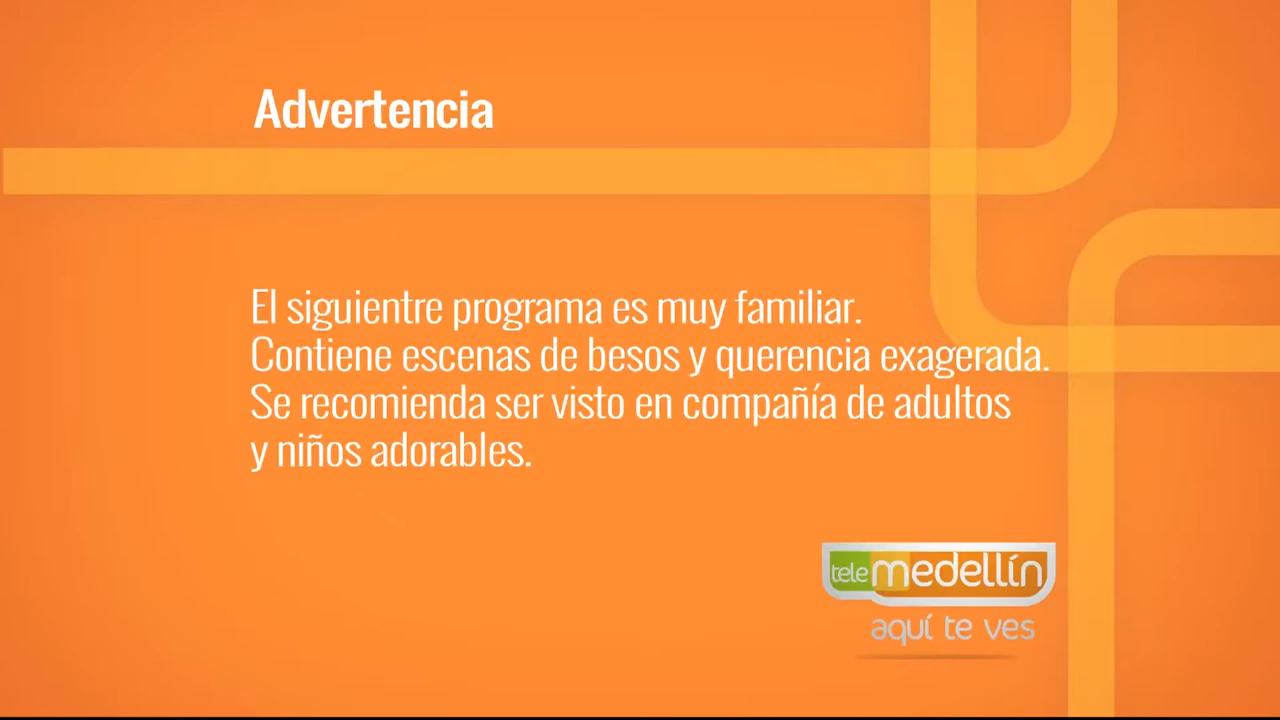 Advertencia
El siguientre programa es muy familiar.
Contiene escenas de besos y querencia exagerada.
Se recomienda ser visto en compañía de adultos
y niños adorables.
tele medellín
aquí te ves